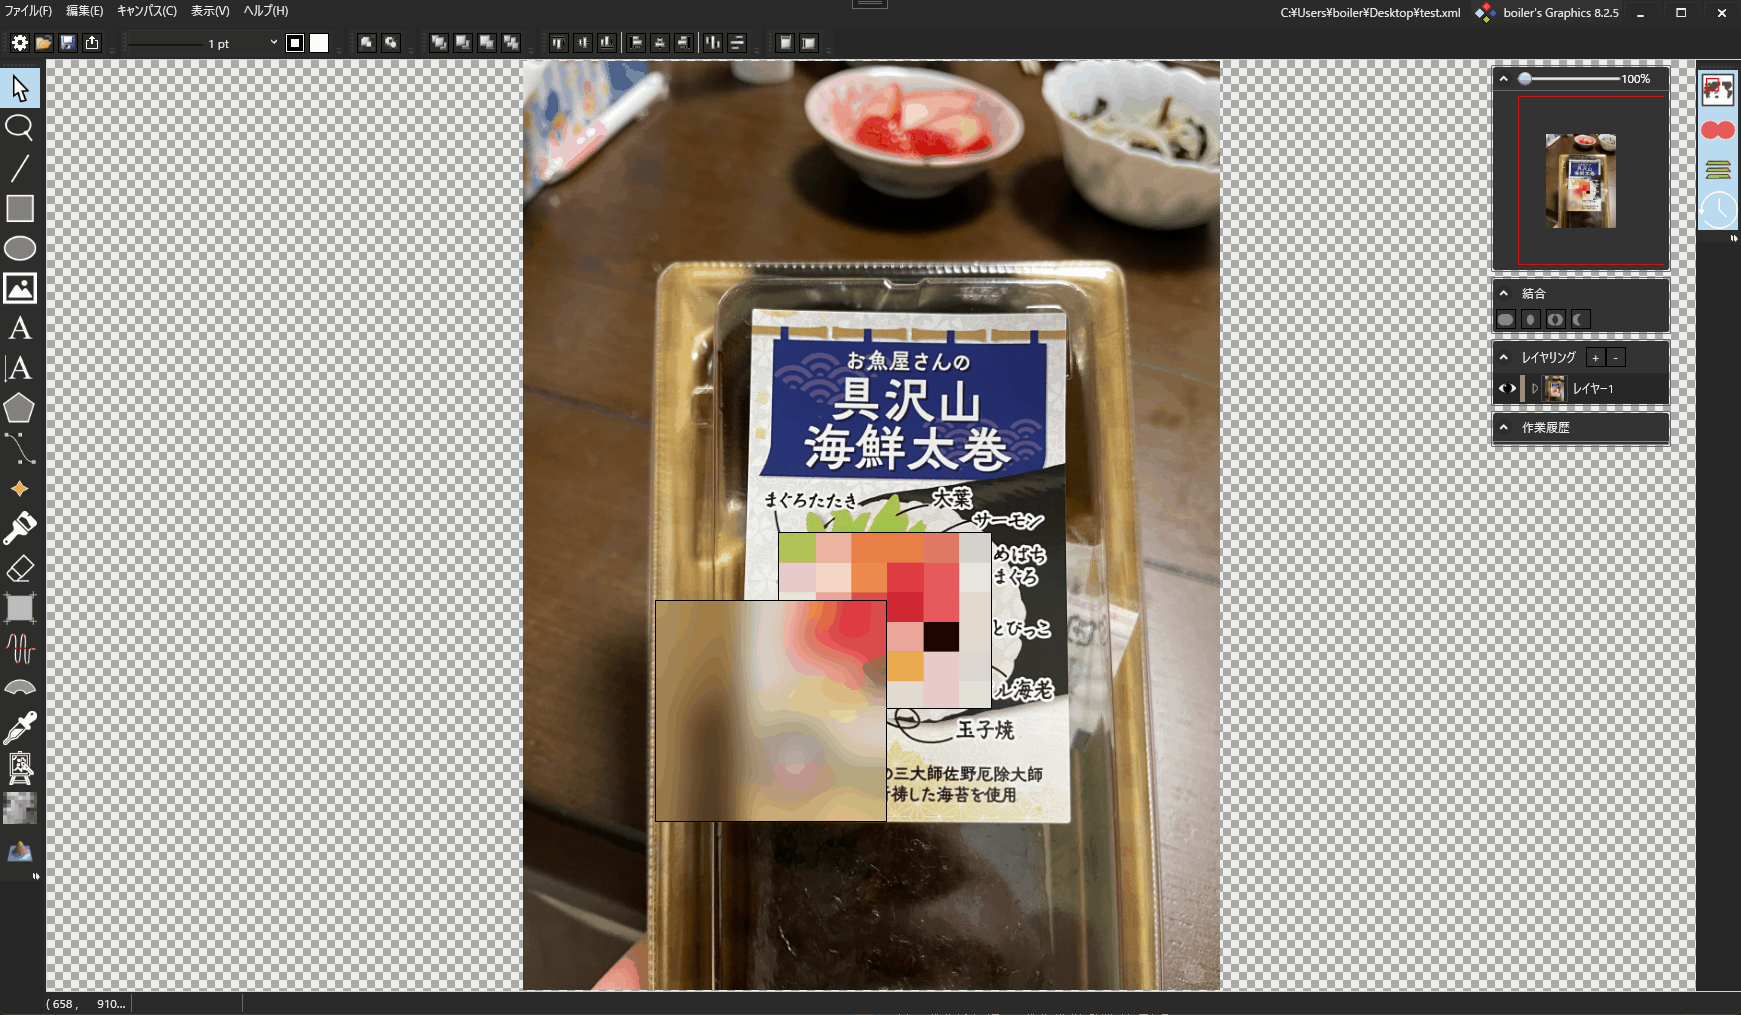 ファイル(F) 編集(E) キャンパス(C) 表示(V) ヘルプ(H)
C:¥Users¥boiler¥Desktop¥test.xml boiler's Graphics 8.2.5
1 pt
100%
結合
レイヤリング + -
レイヤー1
作業履歴
お魚屋さんの
具沢山
海鮮太巻
まぐろたたき
大葉
サーモン
めばち
まぐろ
とびっこ
ル海老
玉子焼
の三大師佐野厄除大師
した海苔を使用
A
A
( 658 , 910...